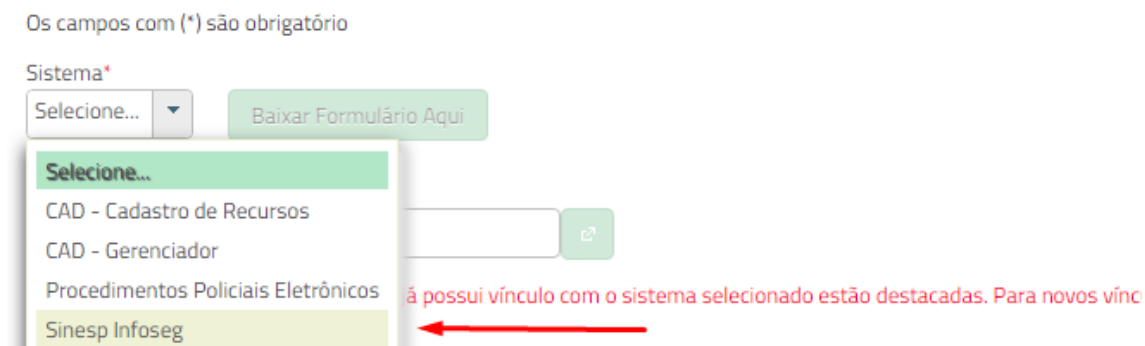 Os campos com (*) são obrigatório
Sistema*
Selecione...
Baixar Formulário Aqui
Selecione...
CAD - Cadastro de Recursos
CAD - Gerenciador
Procedimentos Policiais Eletrônicos
á possui vínculo com o sistema selecionado estão destacadas. Para novos vínc
Sinesp Infoseg